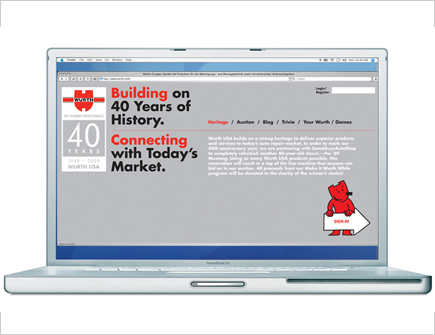 Login/
Register
WÜRTH
40
YEARS
1969 - 2009
WURTH USA
Building on
40 Years of
History.
Connecting
with Today's
Market.
Heritage / Auction / Blog / Trivia / Your Wurth / Games
Wurth USA builds on a strong heritage to deliver superior products
and services to today's auto repair market. In order to mark our
40th anniversary year, we are partnering with
to completely refurbish another 40-year-old classic - the '69
Mustang. Using as many Wurth USA products possible, this
renovation will result in a top of the line machine that anyone can
bid on in our auction. All proceeds from our Make It Wurth While
program will be donated to the charity of the winner's choice!
SIGN IN
PowerBook G4